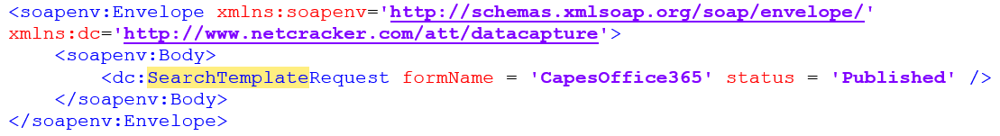 <soapenv:Envelope xmlns:soapenv='http://schemas.xmlsoap.org/soap/envelope/'
xmlns:dc='http://www.netcracker.com/att/datacapture'>
<soapenv:Body>
<dc:SearchTemplateRequest formName = 'CapesOffice365' status = 'Published' />
</soapenv:Body>
</soapenv:Envelope>